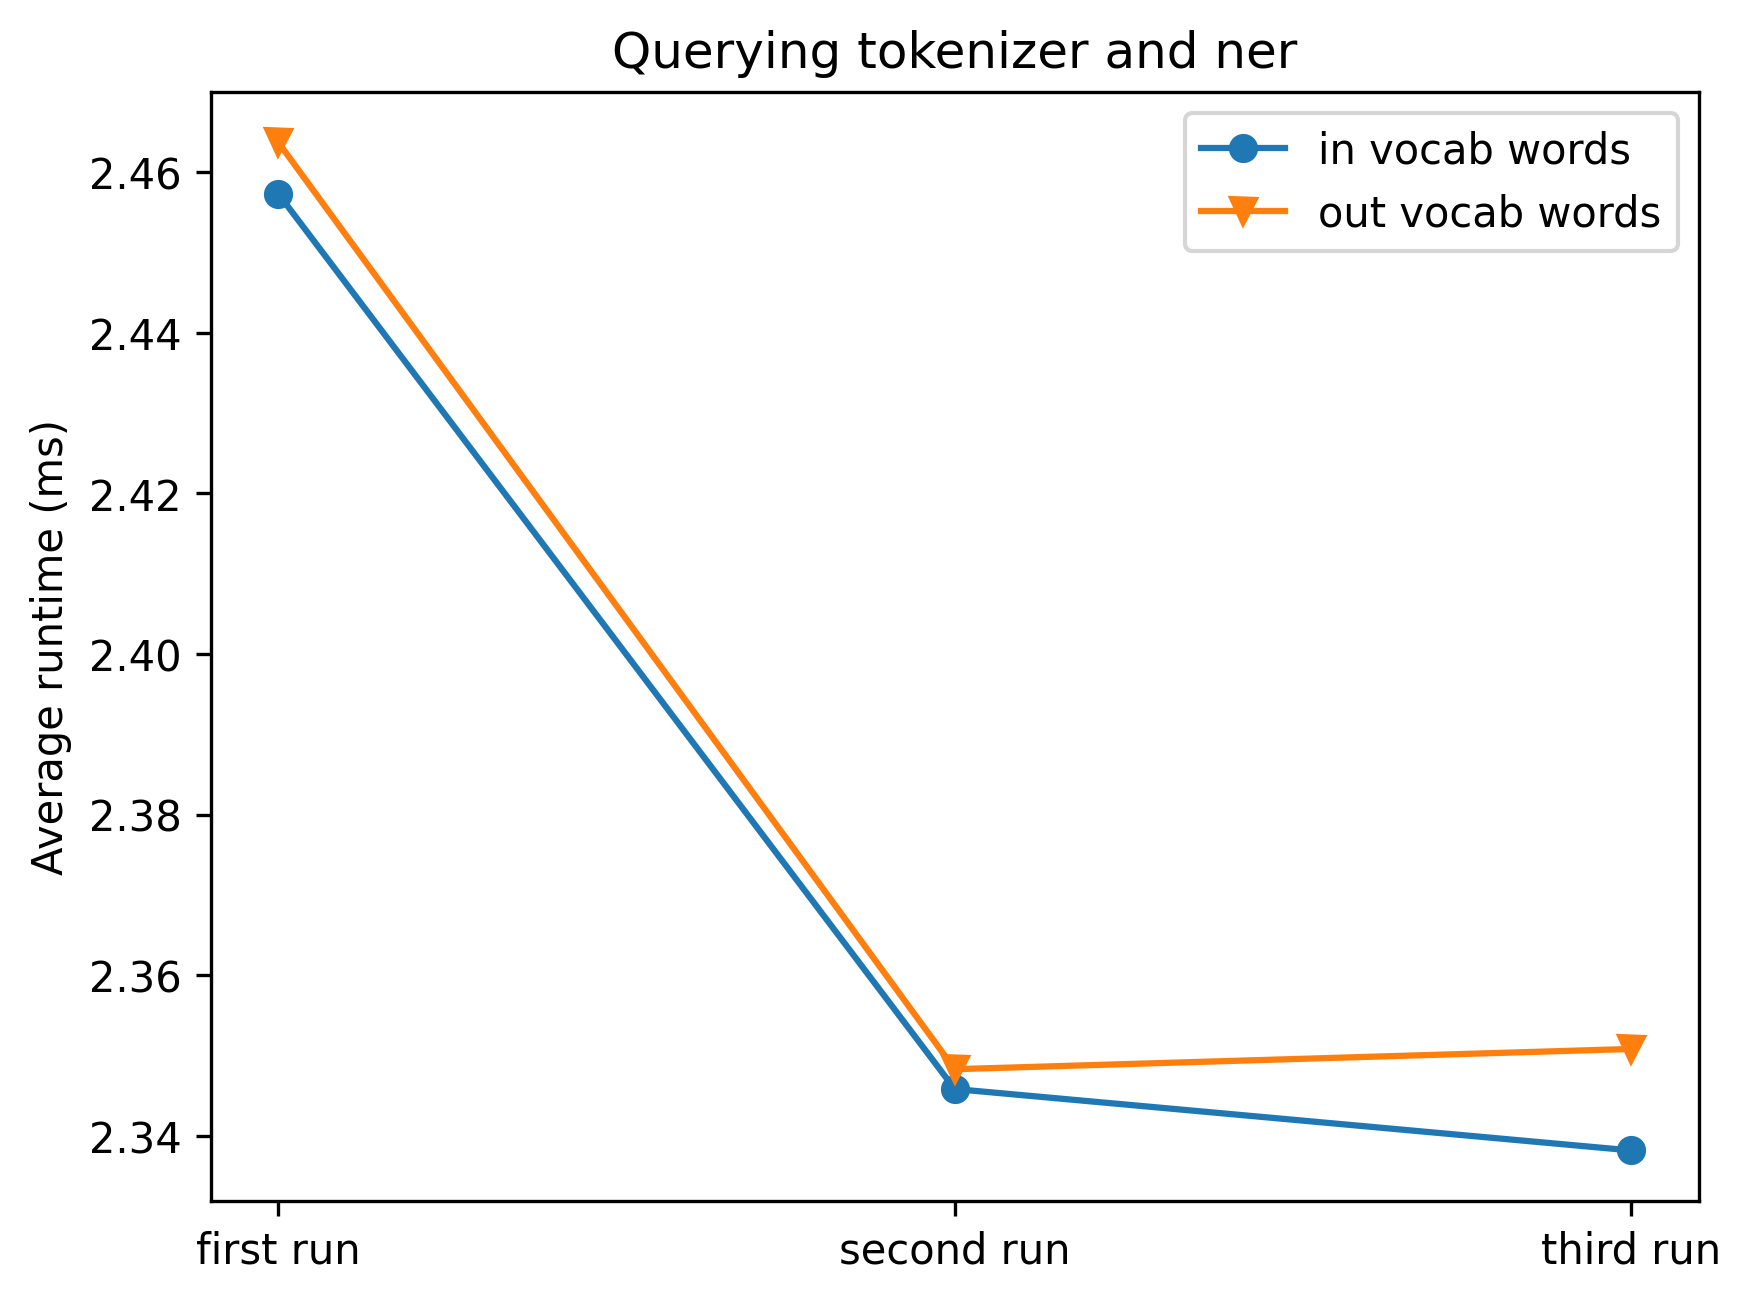 Querying tokenizer and ner
in vocab words
out vocab words
Average runtime (ms)
2.46
2.44
2.42
2.40
2.38
2.36
2.34
first run
second run
third run